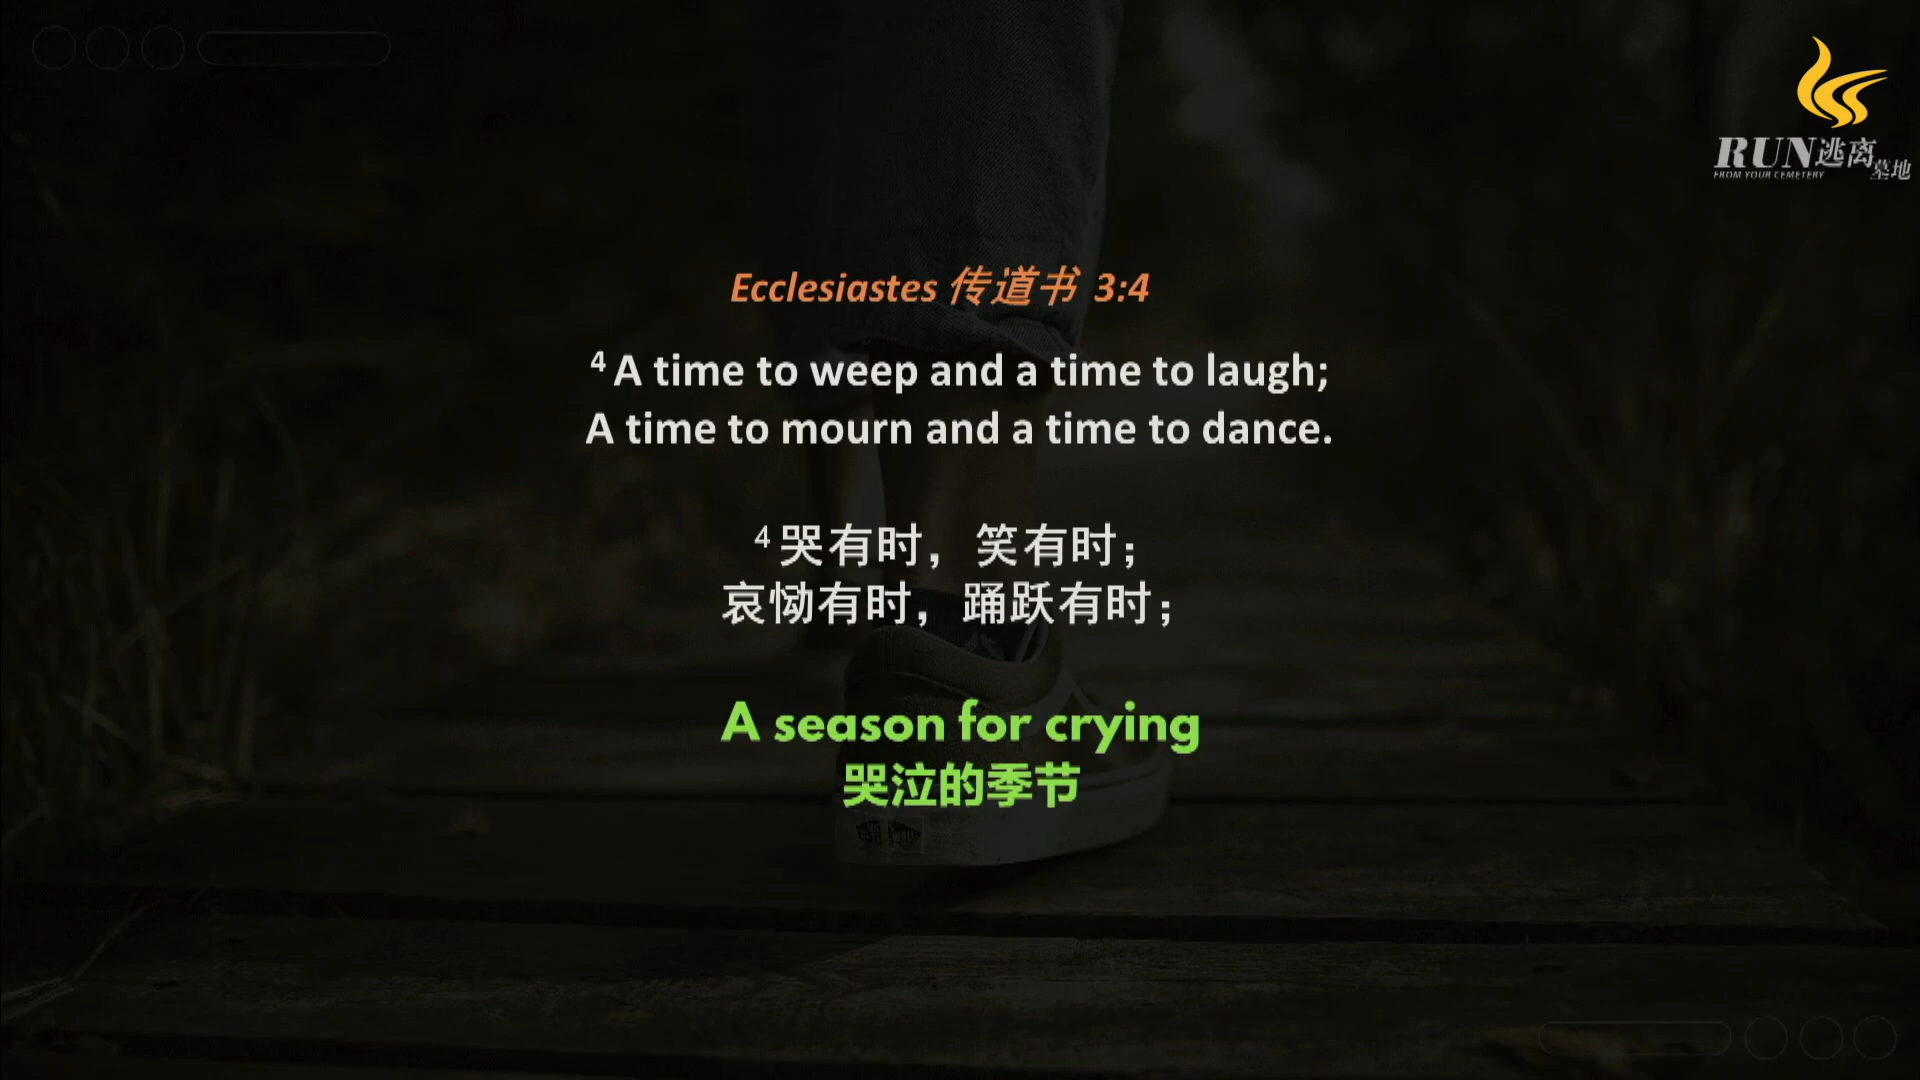 RUN逃离墓地
FROM YOUR CEMETERY
Ecclesiastes 传道书 3:4
4 A time to weep and a time to laugh;
A time to mourn and a time to dance.
4 哭有时，笑有时；
哀恸有时，踊跃有时；
A season for crying
哭泣的季节